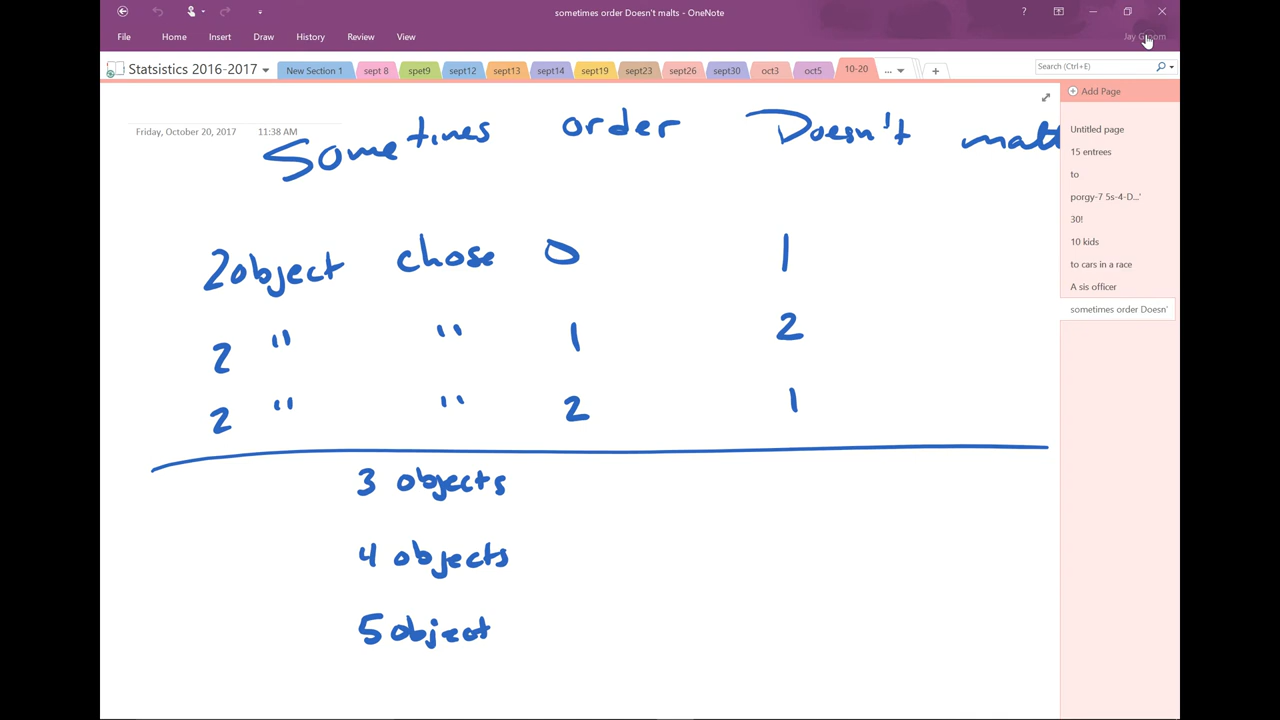 sometimes order Doesn't malts - OneNote
?
File Home Insert Draw History Review View
Jay Groom
Statsistics 2016-2017 New Section 1 sept 8 spet9 sept12 sept13 sept14 sept19 sept23 sept26 sept30 oct3 oct5 10-20 ... +
Search (Ctrl+E)
Add Page
Friday, October 20, 2017 11:38 AM
Sometimes order Doesn't matt
2object chose 0 1
2 " " 1 2
2 " " 2 1
3 objects
4 objects
5 object
Untitled page
15 entrees
to
porgy-7 5s-4-D...'
30!
10 kids
to cars in a race
A sis officer
sometimes order Doesn'